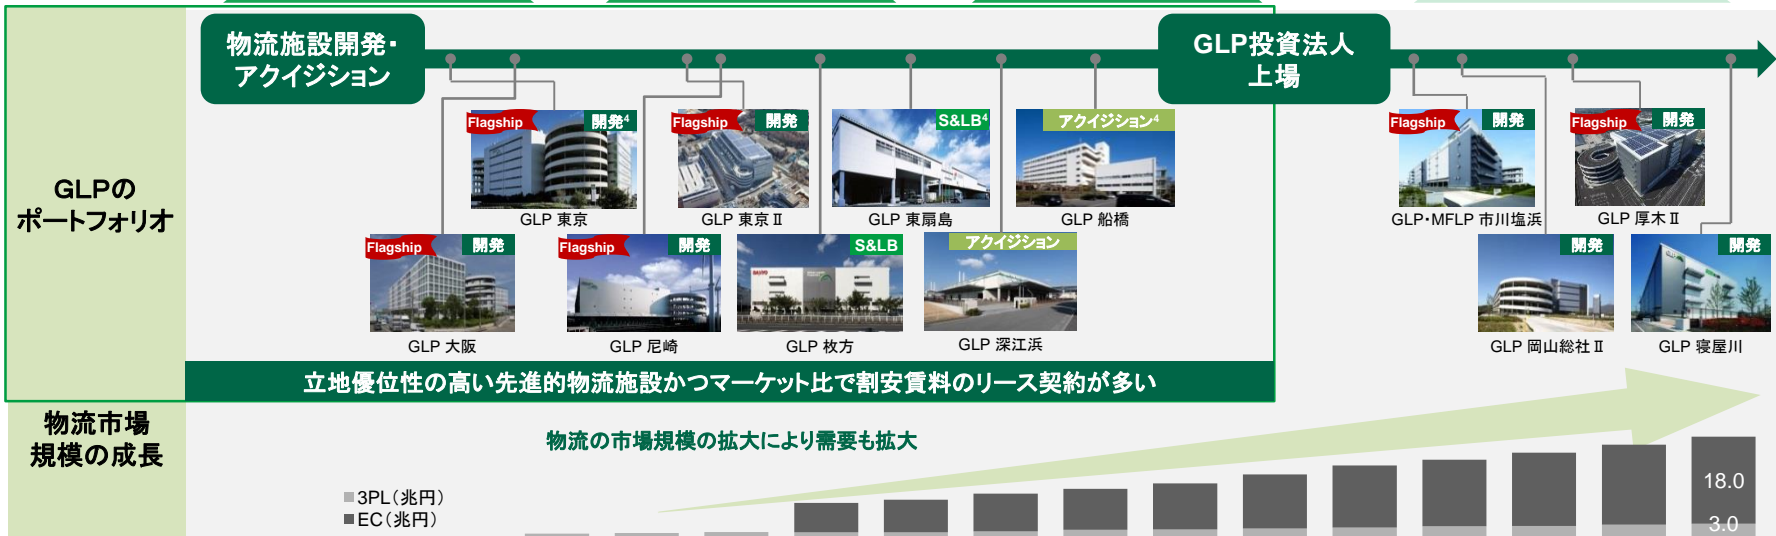 物流施設開発・
アクイジション
GLP投資法人
上場
GLPの
ポートフォリオ
Flagship
開発4
GLP 東京
Flagship
開発
GLP 東京Ⅱ
S&LB4
GLP 東扇島
アクイジション4
GLP 船橋
Flagship
開発
GLP・MFLP 市川塩浜
Flagship
開発
GLP 厚木Ⅱ
Flagship
開発
GLP 大阪
Flagship
開発
GLP 尼崎
S&LB
SANYO
GLP 枚方
アクイジション
GLP 深江浜
開発
GLP 岡山総社Ⅱ
開発
GLP 寝屋川
立地優位性の高い先進的物流施設かつマーケット比で割安賃料のリース契約が多い
物流市場
規模の成長
物流の市場規模の拡大により需要も拡大
3PL(兆円)
EC(兆円)
18.0
3.0